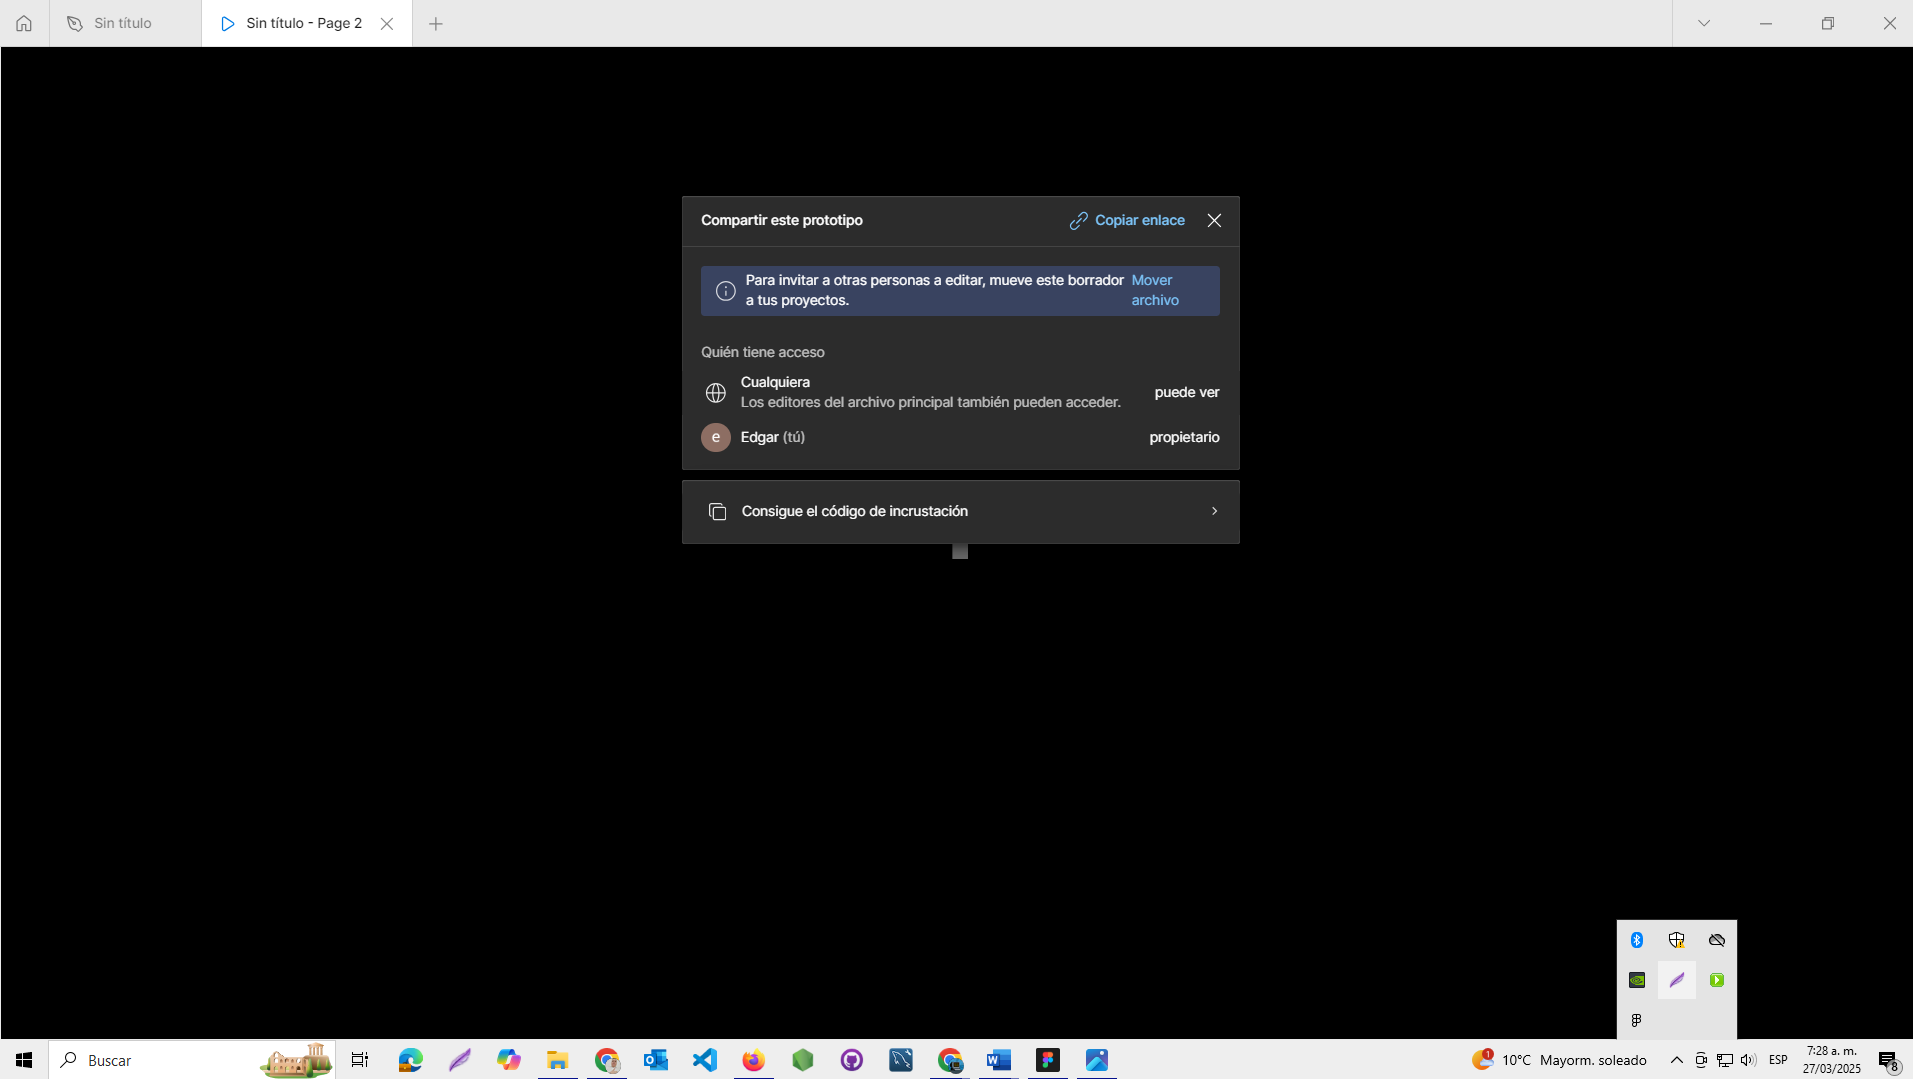 Sin título
Sin título - Page 2
Compartir este prototipo
Copiar enlace
Para invitar a otras personas a editar, mueve este borrador
a tus proyectos.
Mover
archivo
Quién tiene acceso
Cualquiera
Los editores del archivo principal también pueden acceder.
puede ver
e
Edgar (tú)
propietario
Consigue el código de incrustación
Buscar
1
10°C Mayorm. soleado
ESP
7:28 a. m.
27/03/2025
8